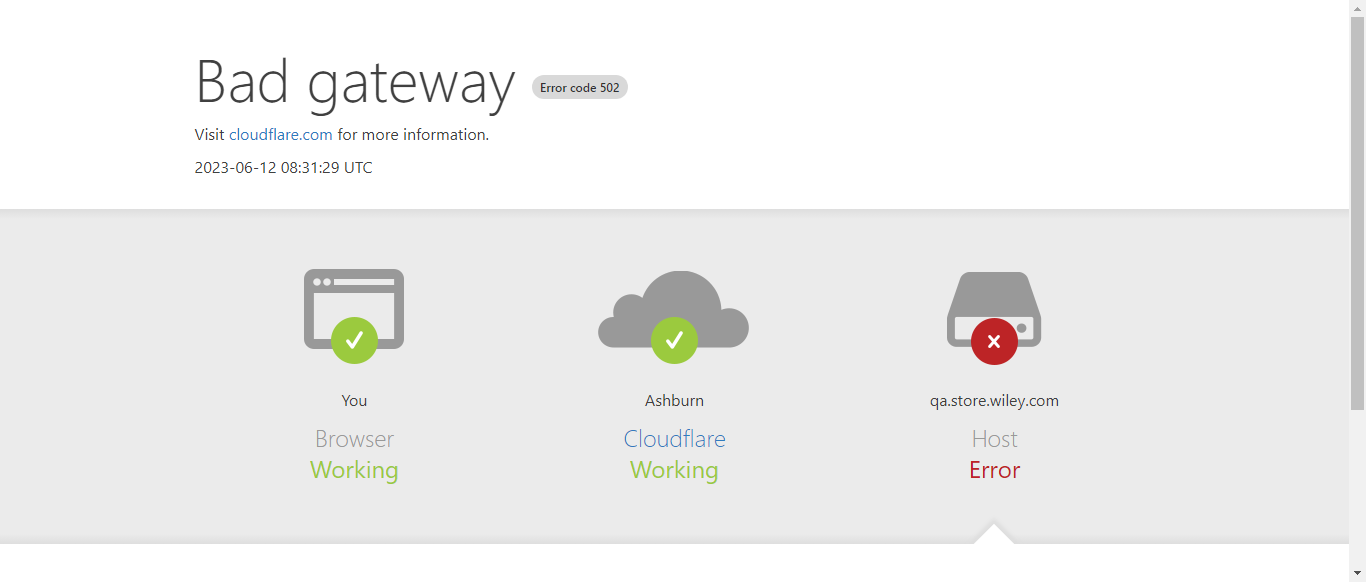 Bad gateway Error code 502
Visit cloudflare.com for more information.
2023-06-12 08:31:29 UTC
You
Browser
Working
Ashburn
Cloudflare
Working
qa.store.wiley.com
Host
Error